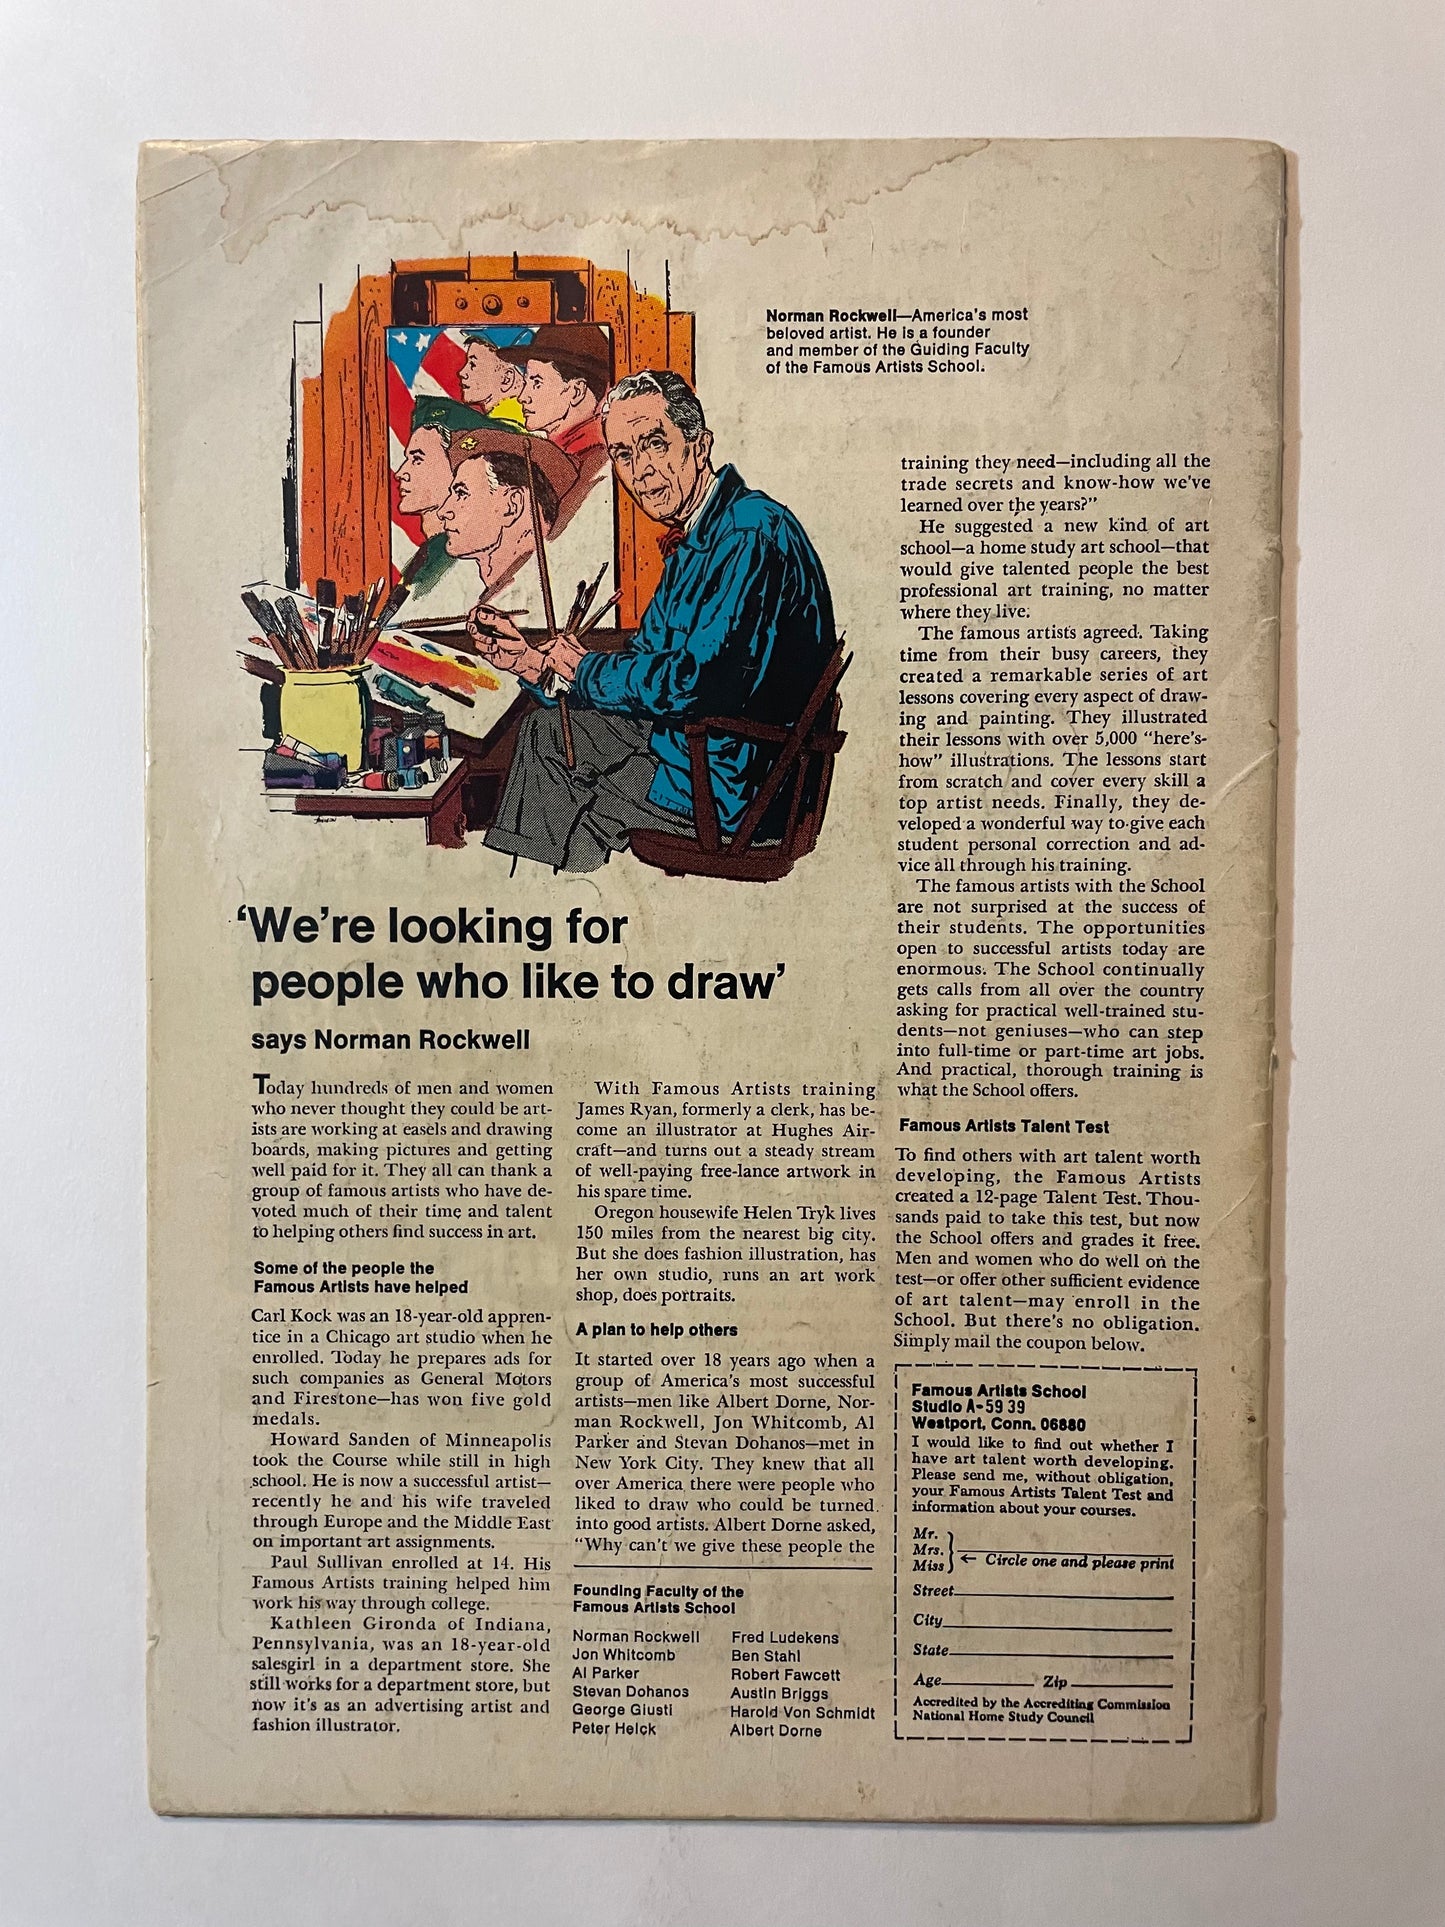 Norman Rockwell—America's most
beloved artist. He is a founder
and member of the Guiding Faculty
of the Famous Artists School.
'We're looking for
people who like to draw'
says Norman Rockwell
Today hundreds of men and women
who never thought they could be art-
ists are working at easels and drawing
boards, making pictures and getting
well paid for it. They all can thank a
group of famous artists who have de-
voted much of their time and talent
to helping others find success in art.
Some of the people the
Famous Artists have helped
Carl Kock was an 18-year-old appren-
tice in a Chicago art studio when he
enrolled. Today he prepares ads for
such companies as General Motors
and Firestone—has won five gold
medals.
Howard Sanden of Minneapolis
took the Course while still in high
school. He is now a successful artist—
recently he and his wife traveled
through Europe and the Middle East
on important art assignments.
Paul Sullivan enrolled at 14. His
Famous Artists training helped him
work his way through college.
Kathleen Gironda of Indiana,
Pennsylvania, was an 18-year-old
salesgirl in a department store. She
still works for a department store, but
now it's as an advertising artist and
fashion illustrator.
With Famous Artists training
James Ryan, formerly a clerk, has be-
come an illustrator at Hughes Air-
craft—and turns out a steady stream
of well-paying free-lance artwork in
his spare time.
Oregon housewife Helen Tryk lives
150 miles from the nearest big city.
But she does fashion illustration, has
her own studio, runs an art work
shop, does portraits.
A plan to help others
It started over 18 years ago when a
group of America's most successful
artists—men like Albert Dorne, Nor-
man Rockwell, Jon Whitcomb, Al
Parker and Stevan Dohanos—met in
New York City. They knew that all
over America there were people who
liked to draw who could be turned
into good artists. Albert Dorne asked,
"Why can't we give these people the
training they need—including all the
trade secrets and know-how we've
learned over the years?"
He suggested a new kind of art
school—a home study art school—that
would give talented people the best
professional art training, no matter
where they live.
The famous artists agreed. Taking
time from their busy careers, they
created a remarkable series of art
lessons covering every aspect of draw-
ing and painting. They illustrated
their lessons with over 5,000 "here's-
how" illustrations. The lessons start
from scratch and cover every skill a
top artist needs. Finally, they de-
veloped a wonderful way to give each
student personal correction and ad-
vice all through his training.
The famous artists with the School
are not surprised at the success of
their students. The opportunities
open to successful artists today are
enormous. The School continually
gets calls from all over the country
asking for practical well-trained stu-
dents—not geniuses—who can step
into full-time or part-time art jobs.
And practical, thorough training is
what the School offers.
Famous Artists Talent Test
To find others with art talent worth
developing, the Famous Artists
created a 12-page Talent Test. Thou-
sands paid to take this test, but now
the School offers and grades it free.
Men and women who do well on the
test—or offer other sufficient evidence
of art talent—may enroll in the
School. But there's no obligation.
Simply mail the coupon below.
Founding Faculty of the
Famous Artists School
Norman Rockwell
Jon Whitcomb
Al Parker
Stevan Dohanos
George Giusti
Peter Helck
Fred Ludekens
Ben Stahl
Robert Fawcett
Austin Briggs
Harold Von Schmidt
Albert Dorne
Famous Artists School
Studio A-5939
Westport, Conn. 06880
I would like to find out whether I
have art talent worth developing.
Please send me, without obligation,
your Famous Artists Talent Test and
information about your courses.
Mr.
Mrs.
Miss
← Circle one and please print
Street
City
State
Age Zip
Accredited by the Accrediting Commission
National Home Study Council